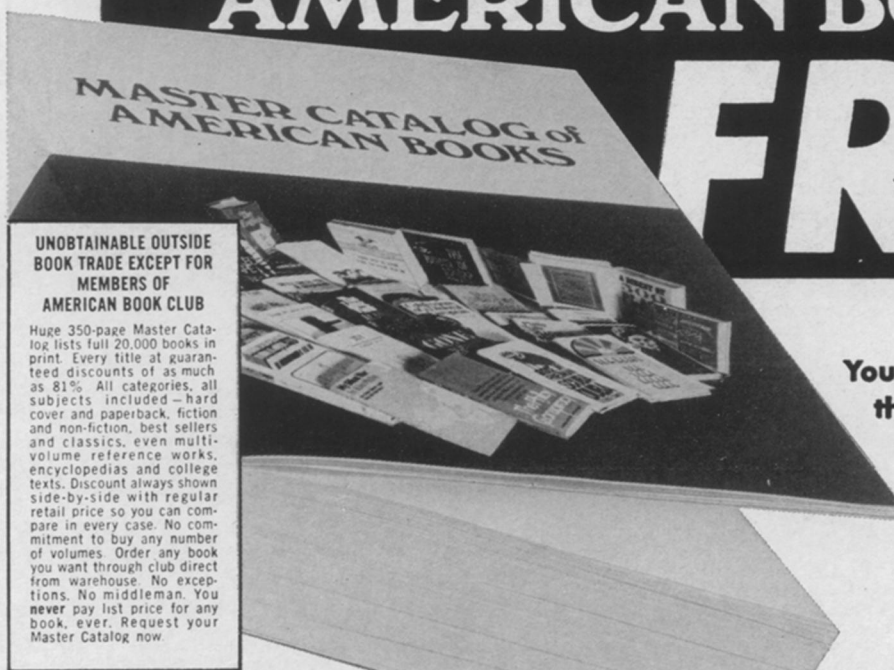 AMERICAN
FR
MASTER CATALOG of
AMERICAN BOOKS
UNOBTAINABLE OUTSIDE
BOOK TRADE EXCEPT FOR
MEMBERS OF
AMERICAN BOOK CLUB
Huge 350-page Master Cata-
log lists full 20,000 books in
print. Every title at guaran-
teed discounts of as much
as 81% All categories, all
subjects included—hard
cover and paperback, fiction
and non-fiction, best sellers
and classics, even multi-
volume reference works,
encyclopedias and college
texts. Discount always shown
side-by-side with regular
retail price so you can com-
pare in every case. No com-
mitment to buy any number
of volumes. Order any book
you want through club direct
from warehouse. No excep-
tions. No middleman. You
never pay list price for any
book, ever. Request your
Master Catalog now.
You
th